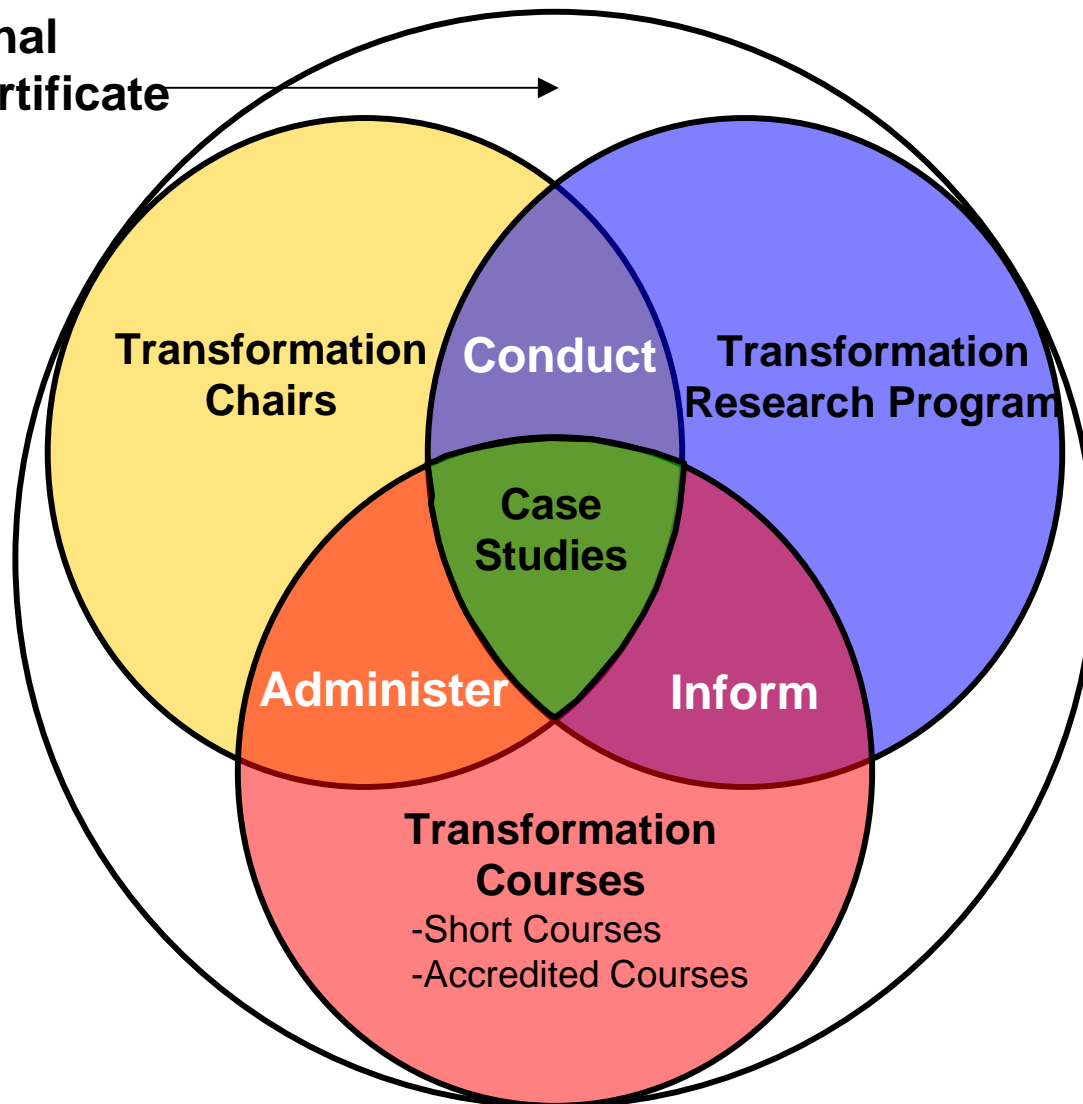 nal
rtificate
Transformation
Chairs
Conduct
Transformation
Research Program
Case
Studies
Administer
Inform
Transformation
Courses
-Short Courses
-Accredited Courses